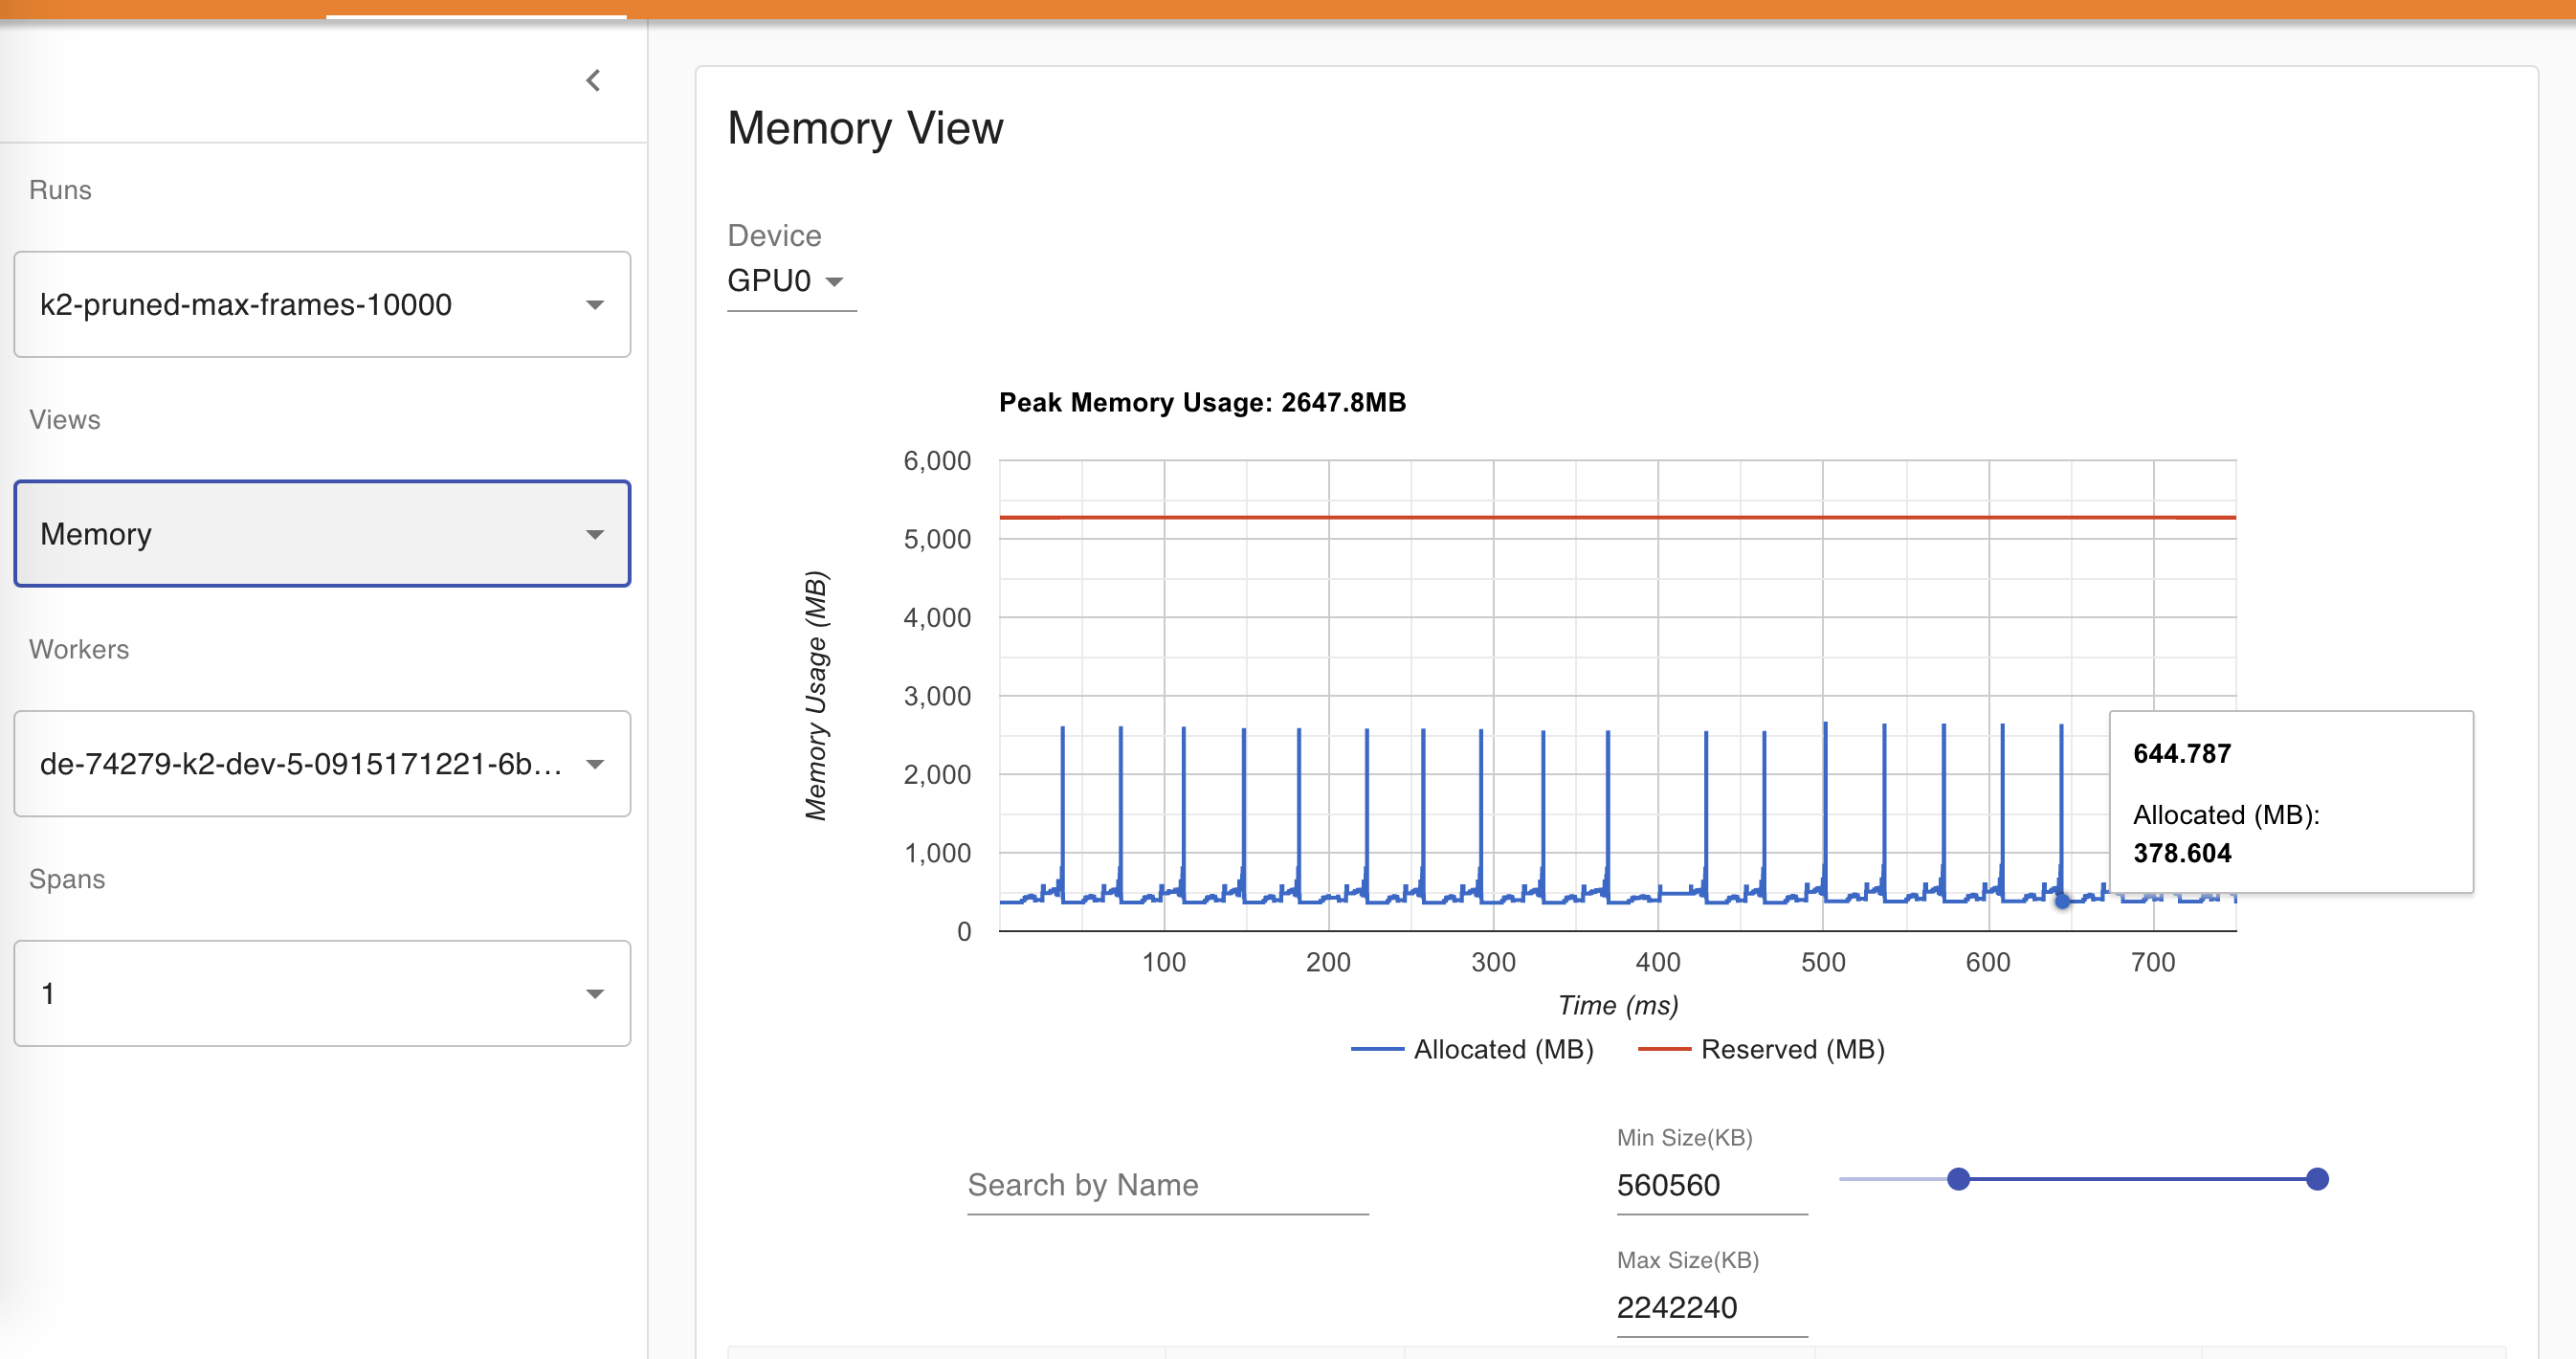 Runs
k2-pruned-max-frames-10000
Views
Memory
Workers
de-74279-k2-dev-5-0915171221-6b...
Spans
1
Memory View
Device
GPU0
Peak Memory Usage: 2647.8MB
Memory Usage (MB)
6,000
5,000
4,000
3,000
2,000
1,000
0
644.787
Allocated (MB):
378.604
100 200 300 400 500 600 700
Time (ms)
Allocated (MB) Reserved (MB)
Search by Name
Min Size(KB)
560560
Max Size(KB)
2242240